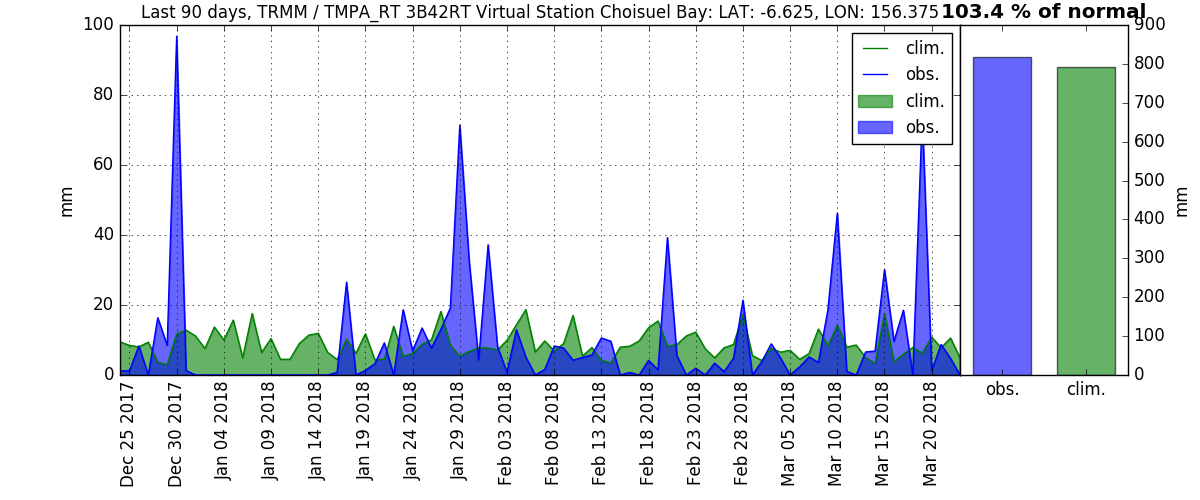 Last 90 days, TRMM / TMPA_RT 3B42RT Virtual Station Choisuel Bay: LAT: -6.625, LON: 156.375
103.4 % of normal
clim.
obs.
clim.
obs.
mm
100
80
60
40
20
0
Dec 25 2017
Dec 30 2017
Jan 04 2018
Jan 09 2018
Jan 14 2018
Jan 19 2018
Jan 24 2018
Jan 29 2018
Feb 03 2018
Feb 08 2018
Feb 13 2018
Feb 18 2018
Feb 23 2018
Feb 28 2018
Mar 05 2018
Mar 10 2018
Mar 15 2018
Mar 20 2018
900
800
700
600
500
400
300
200
100
0
mm
obs.
clim.